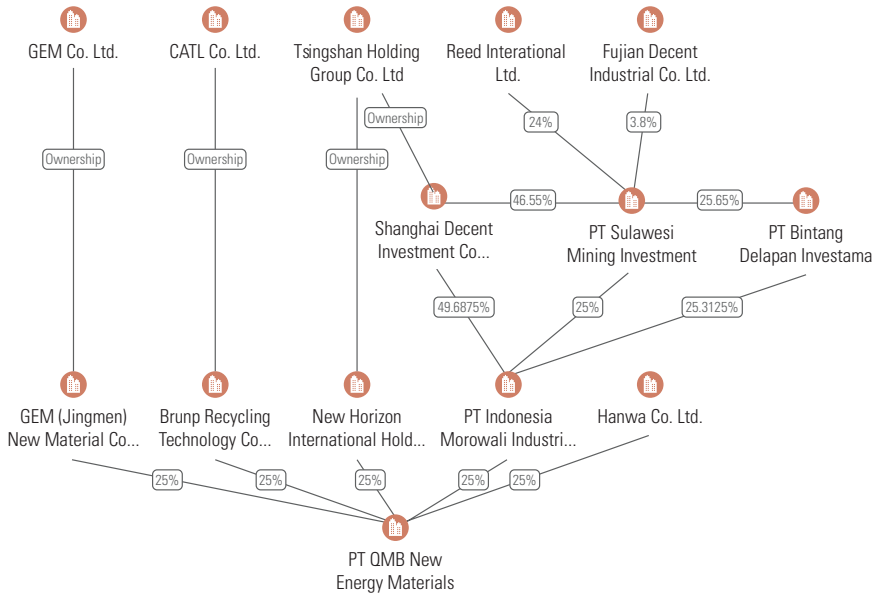 GEM Co. Ltd.
CATL Co. Ltd.
Tsingshan Holding
Group Co. Ltd
Reed Interational
Ltd.
Fujian Decent
Industrial Co. Ltd.
Ownership
24%
3.8%
Ownership
Ownership
Ownership
46.55%
25.65%
Shanghai Decent
Investment Co...
PT Sulawesi
Mining Investment
PT Bintang
Delapan Investama
49.6875%
25%
25.3125%
GEM (Jingmen)
New Material Co...
Brunp Recycling
Technology Co...
New Horizon
International Hold...
PT Indonesia
Morowali Industri...
Hanwa Co. Ltd.
25%
25%
25%
25%
25%
PT QMB New
Energy Materials